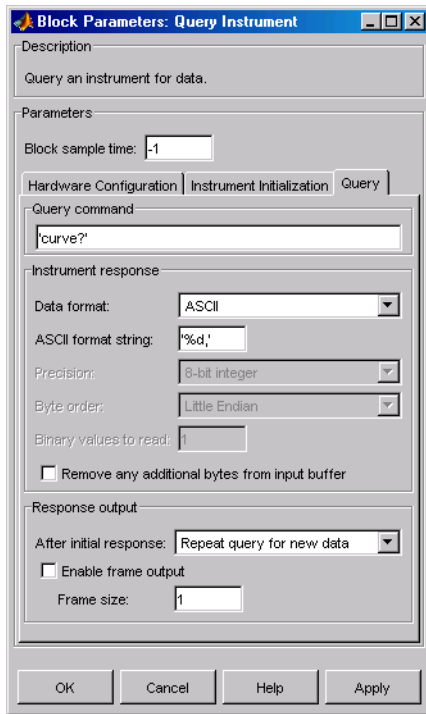 Block Parameters: Query Instrument
Description
Query an instrument for data.
Parameters
Block sample time: -1
Hardware Configuration Instrument Initialization Query
Query command
'curve?'
Instrument response
Data format: ASCII
ASCII format string: '%d,'
Precision: 8-bit integer
Byte order: Little Endian
Binary values to read: 1
Remove any additional bytes from input buffer
Response output
After initial response: Repeat query for new data
Enable frame output
Frame size: 1
OK Cancel Help Apply